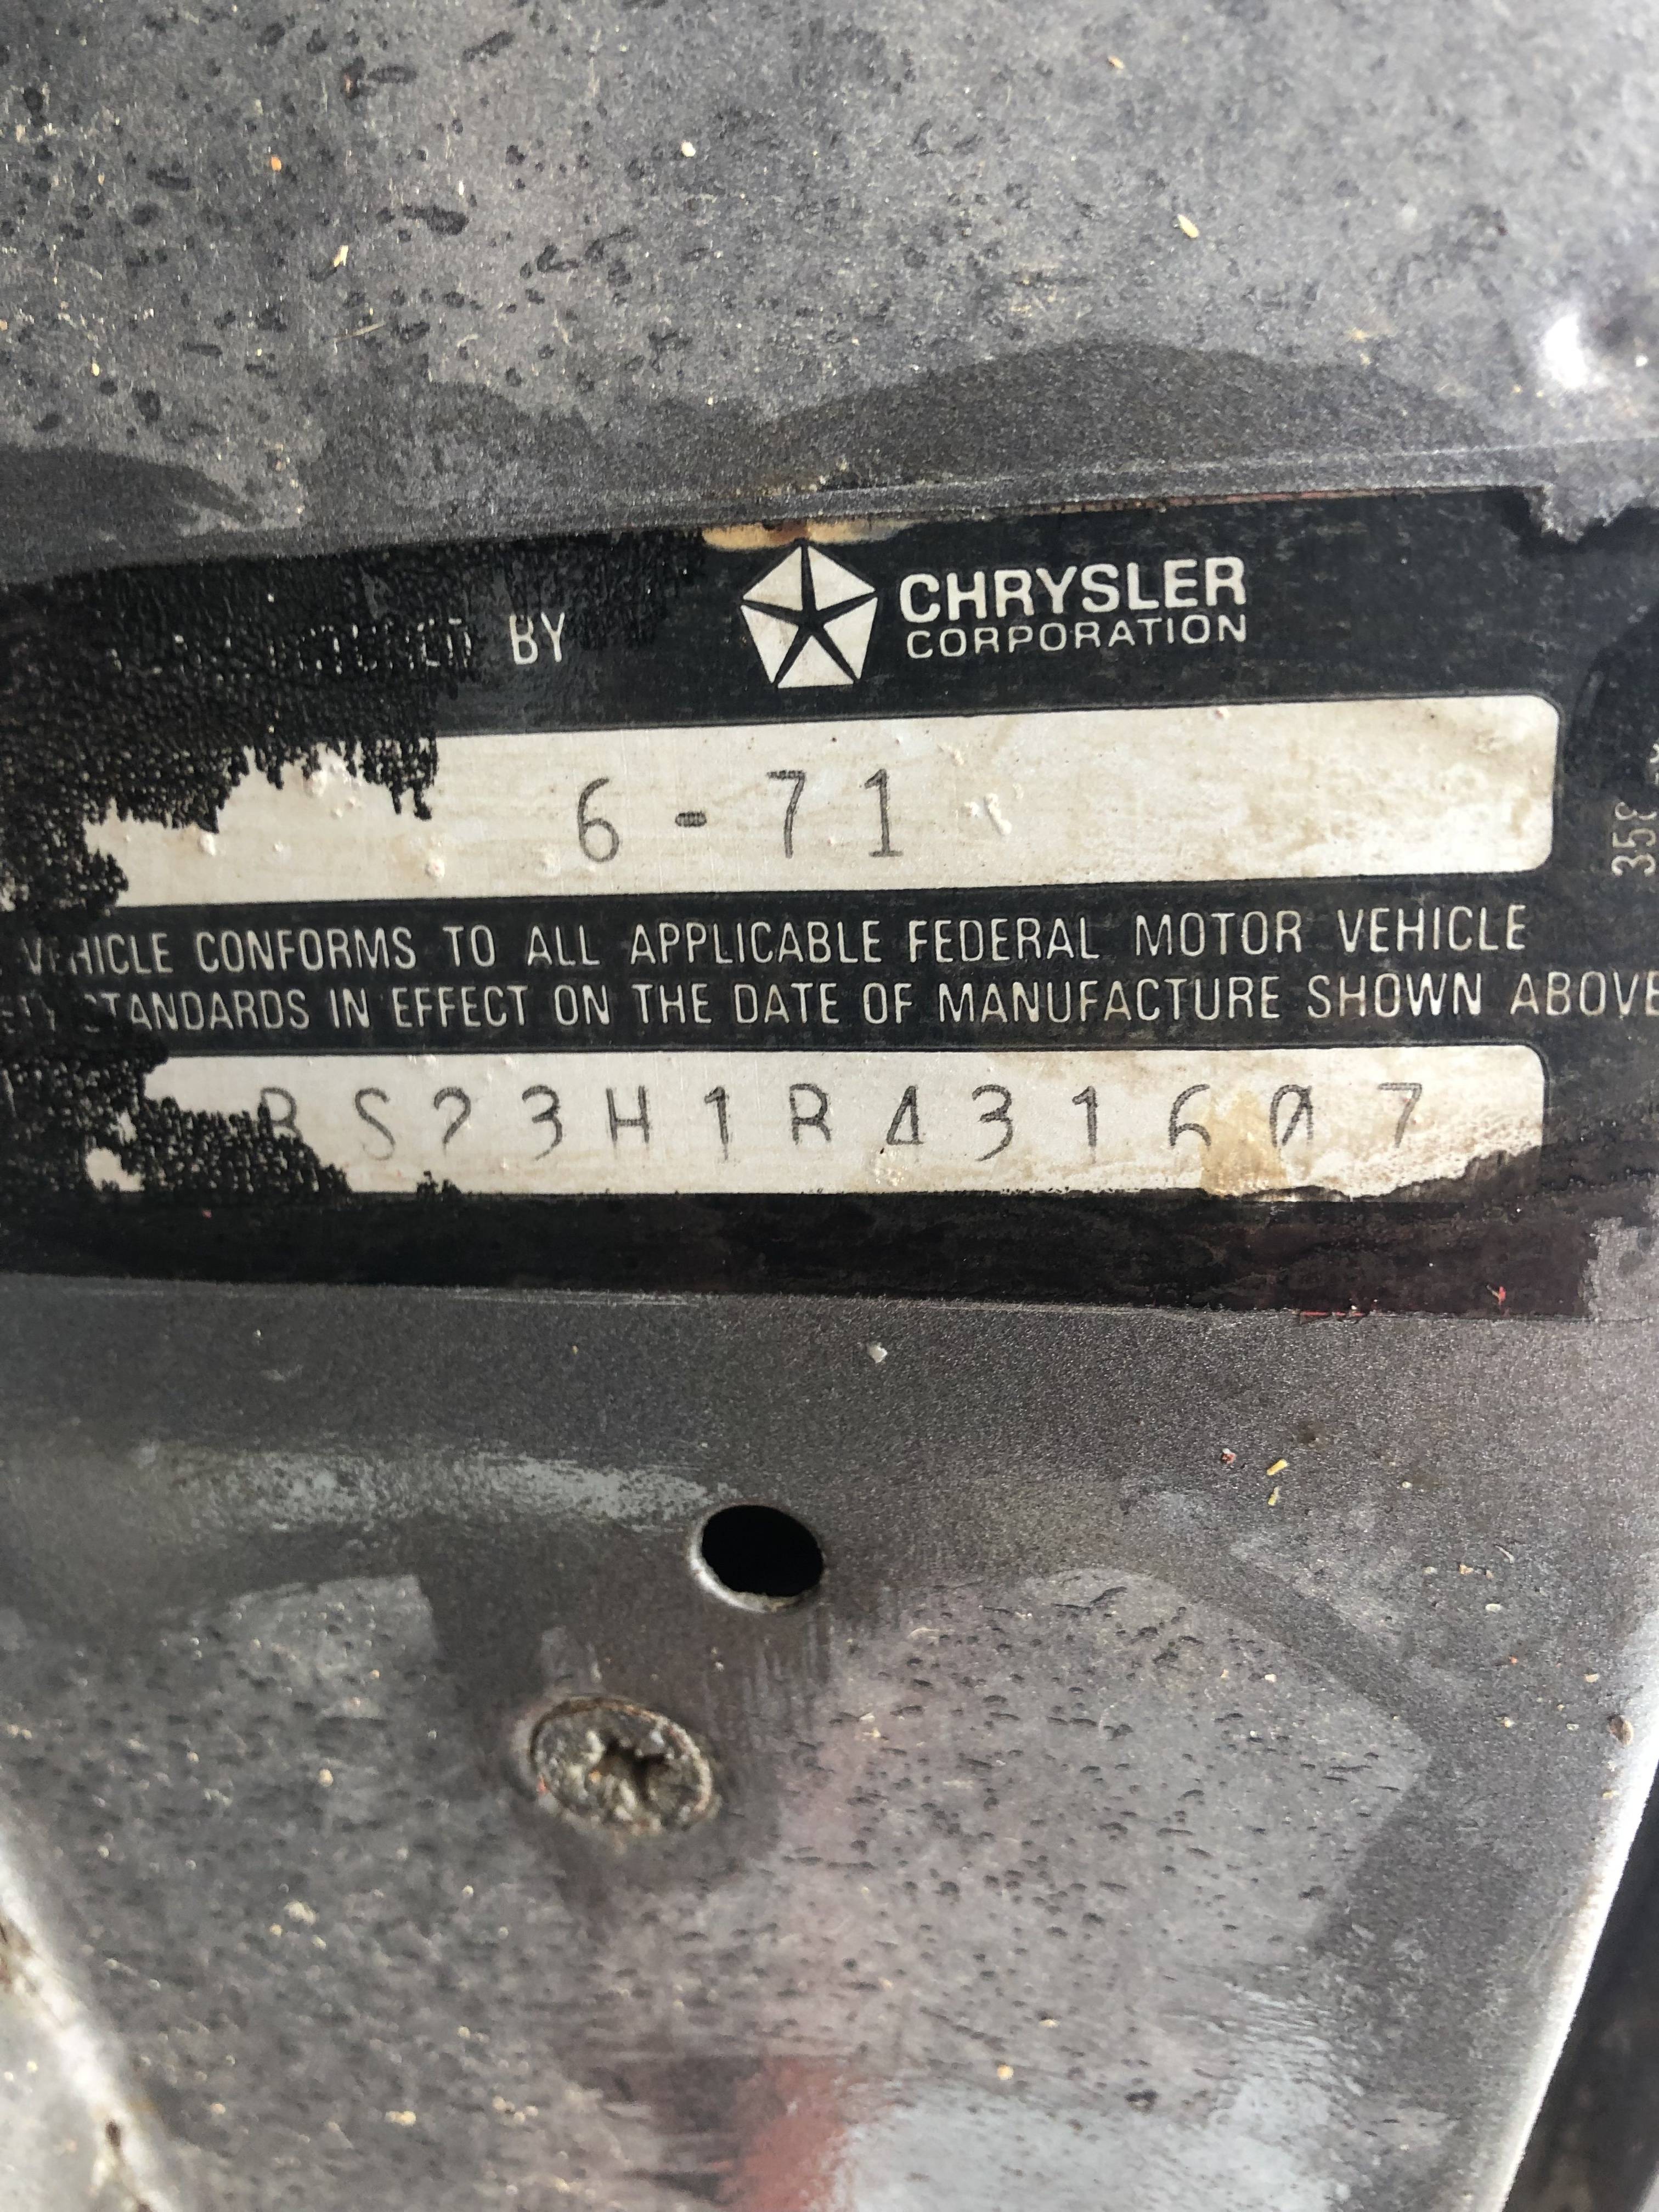 BY CHRYSLER
CORPORATION
6-71
VEHICLE CONFORMS TO ALL APPLICABLE FEDERAL MOTOR VEHICLE
STANDARDS IN EFFECT ON THE DATE OF MANUFACTURE SHOWN ABOVE
BS23H1B431607